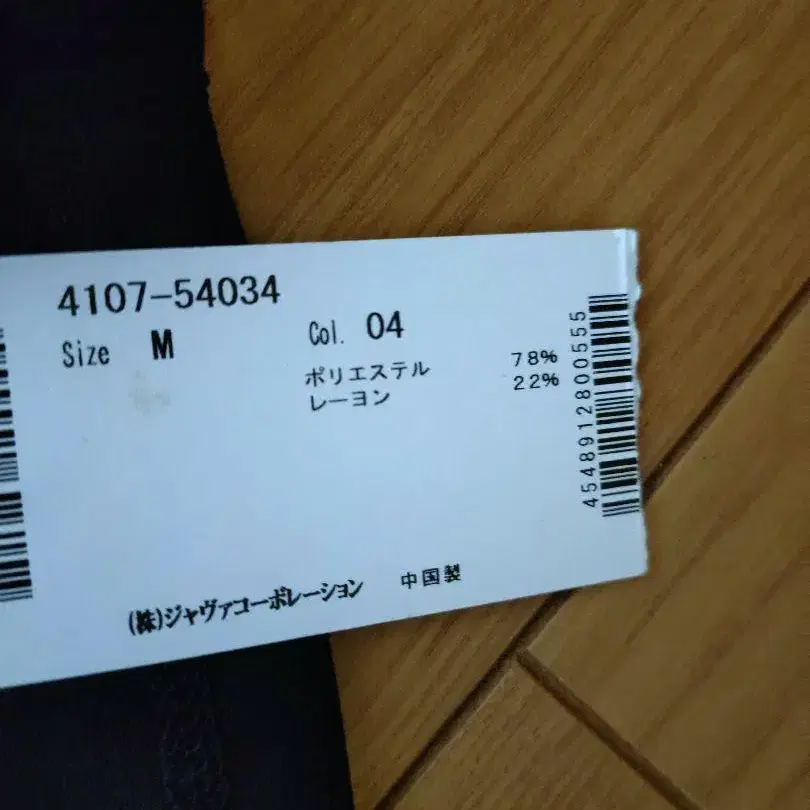 4107-54034
Size M
Col. 04
ポリエステル 78%
レーヨン 22%
4548912800555
(株)ジャヴァコーポレーション 中国製